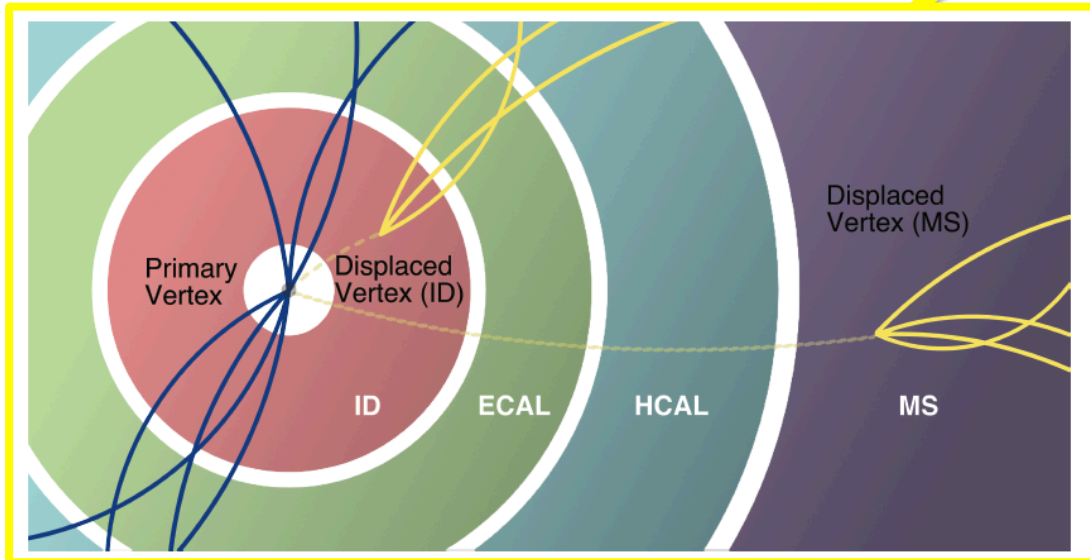 Displaced
Vertex (MS)
Primary
Vertex
Displaced
Vertex (ID)
ID
ECAL
HCAL
MS